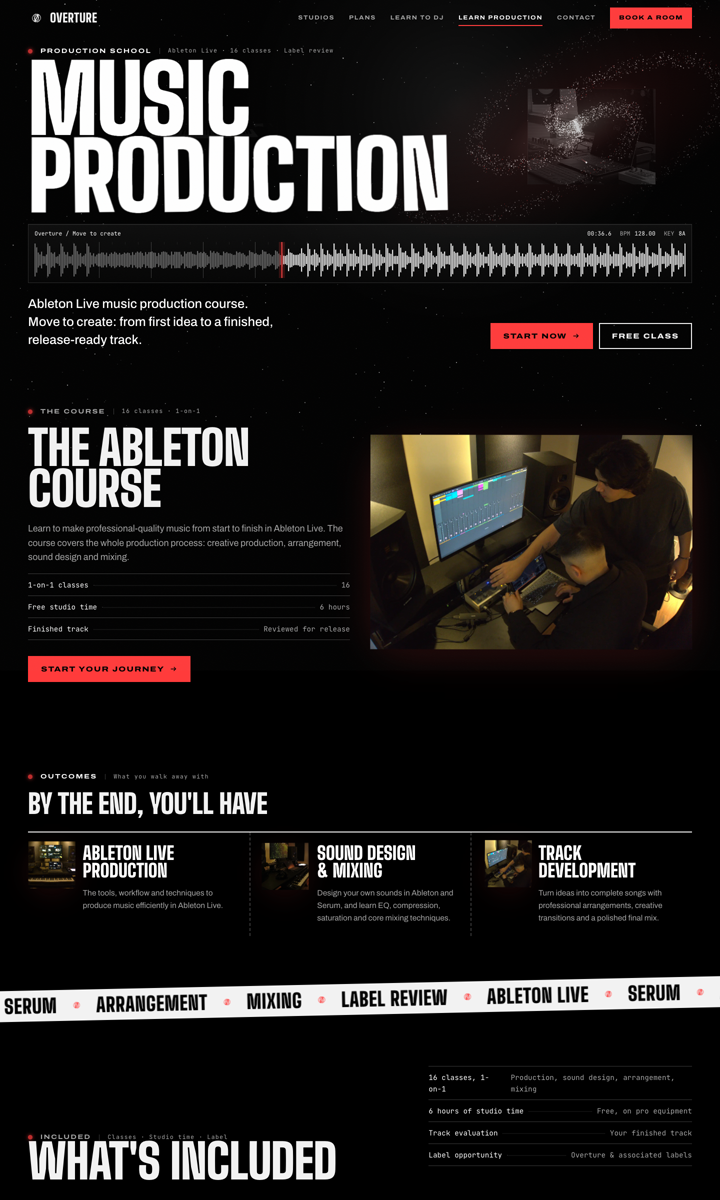 OVERTURE
STUDIOS PLANS LEARN TO DJ LEARN PRODUCTION CONTACT BOOK A ROOM
PRODUCTION SCHOOL | Ableton Live · 16 classes · Label review
MUSIC
PRODUCTION
Overture / Move to create 00:36.6 BPM 128.00 KEY 8A
Ableton Live music production course.
Move to create: from first idea to a finished,
release-ready track.
START NOW → FREE CLASS
THE COURSE | 16 classes · 1-on-1
THE ABLETON
COURSE
Learn to make professional-quality music from start to finish in Ableton Live. The
course covers the whole production process: creative production, arrangement,
sound design and mixing.
1-on-1 classes 16
Free studio time 6 hours
Finished track Reviewed for release
START YOUR JOURNEY →
OUTCOMES | What you walk away with
BY THE END, YOU'LL HAVE
ABLETON LIVE
PRODUCTION
The tools, workflow and techniques to
produce music efficiently in Ableton Live.
SOUND DESIGN
& MIXING
Design your own sounds in Ableton and
Serum, and learn EQ, compression,
saturation and core mixing techniques.
TRACK
DEVELOPMENT
Turn ideas into complete songs with
professional arrangements, creative
transitions and a polished final mix.
SERUM ARRANGEMENT MIXING LABEL REVIEW ABLETON LIVE SERUM
INCLUDED | Classes · Studio time · Label
WHAT'S INCLUDED
16 classes, 1-
on-1
Production, sound design, arrangement,
mixing
6 hours of studio time Free, on pro equipment
Track evaluation Your finished track
Label opportunity Overture & associated labels